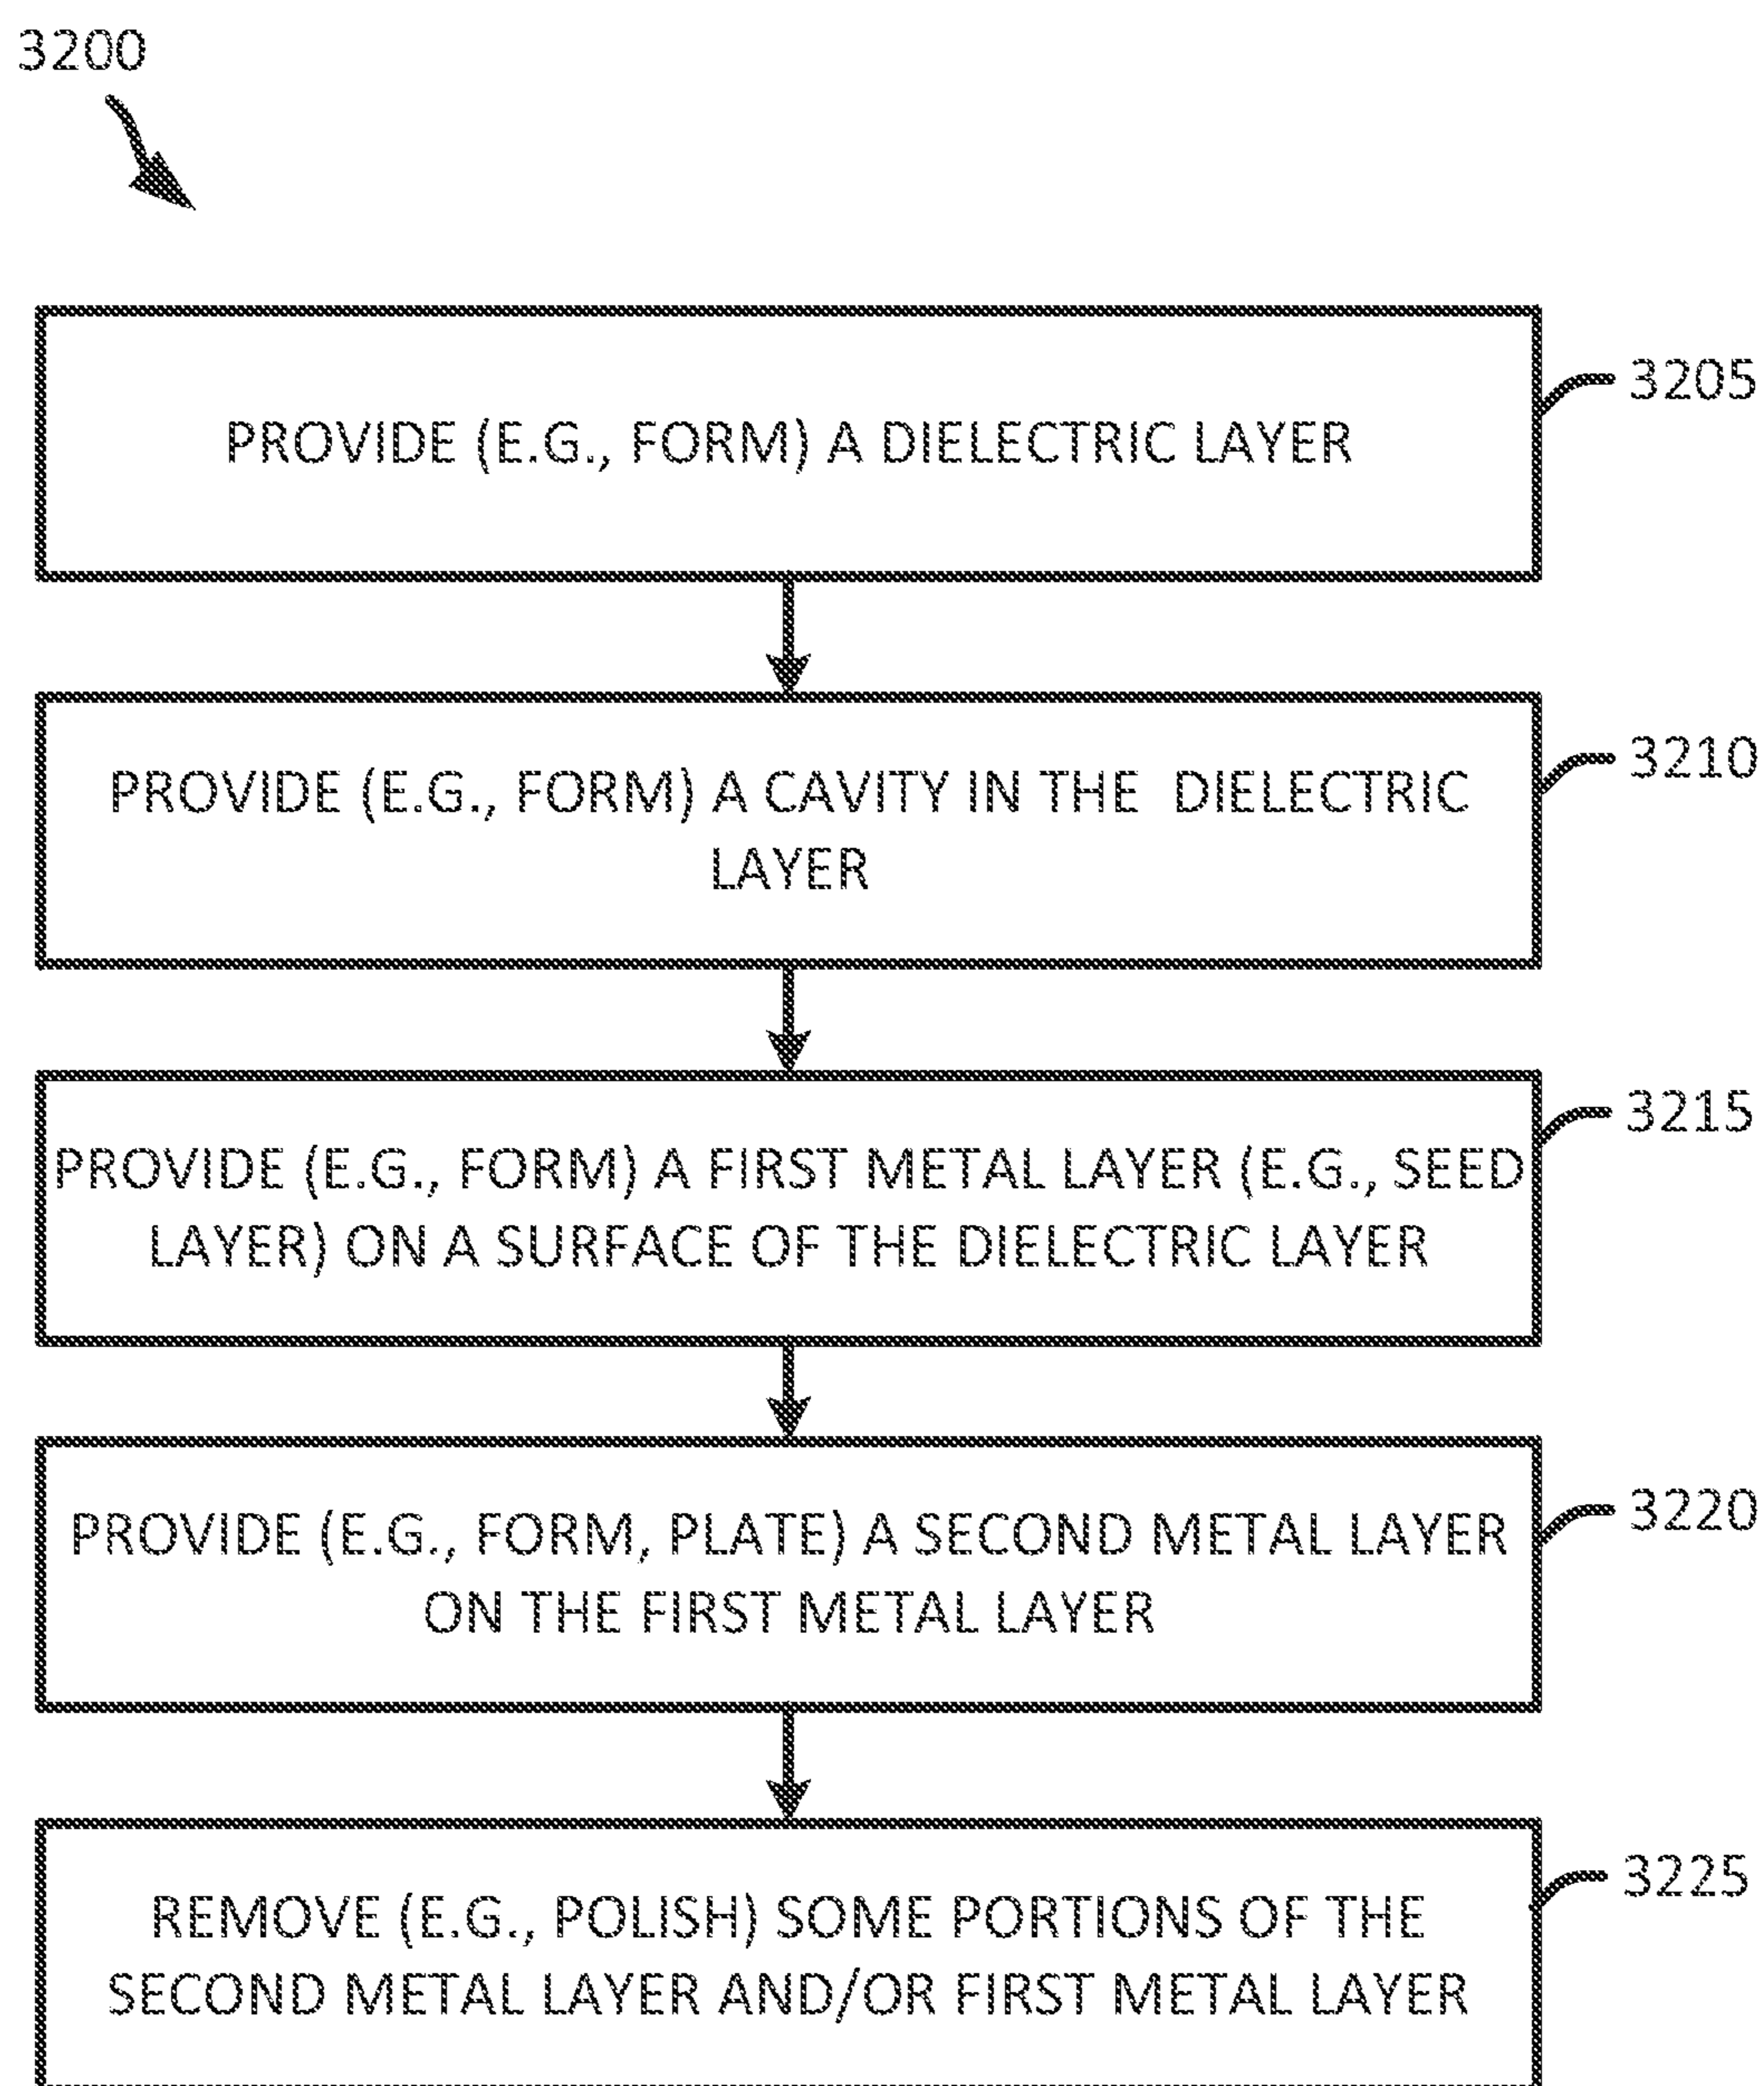 3200
PROVIDE (E.G., FORM) A DIELECTRIC LAYER
3205
PROVIDE (E.G., FORM) A CAVITY IN THE DIELECTRIC
LAYER
3210
PROVIDE (E.G., FORM) A FIRST METAL LAYER (E.G., SEED
LAYER) ON A SURFACE OF THE DIELECTRIC LAYER
3215
PROVIDE (E.G., FORM, PLATE) A SECOND METAL LAYER
ON THE FIRST METAL LAYER
3220
REMOVE (E.G., POLISH) SOME PORTIONS OF THE
SECOND METAL LAYER AND/OR FIRST METAL LAYER
3225